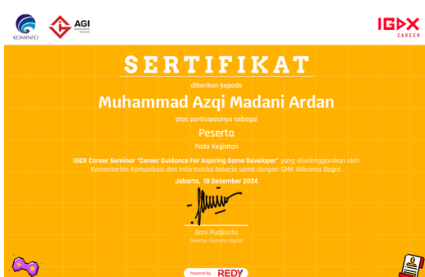 KOMINFO
AGI
IGDX
CAREER
SERTIFIKAT
diberikan kepada
Muhammad Azqi Madani Ardan
atas partisipasinya sebagai
Peserta
Pada Kegiatan
IGDX Career Seminar "Career Guidance For Aspiring Game Developer" yang diselenggarakan oleh
Kementerian Komunikasi dan Informatika bekerja sama dengan SMK Wikrama Bogor.
Jakarta, 18 Desember 2024
Boni Pudjianto
Direktur Ekonomi Digital
Powered by REDY